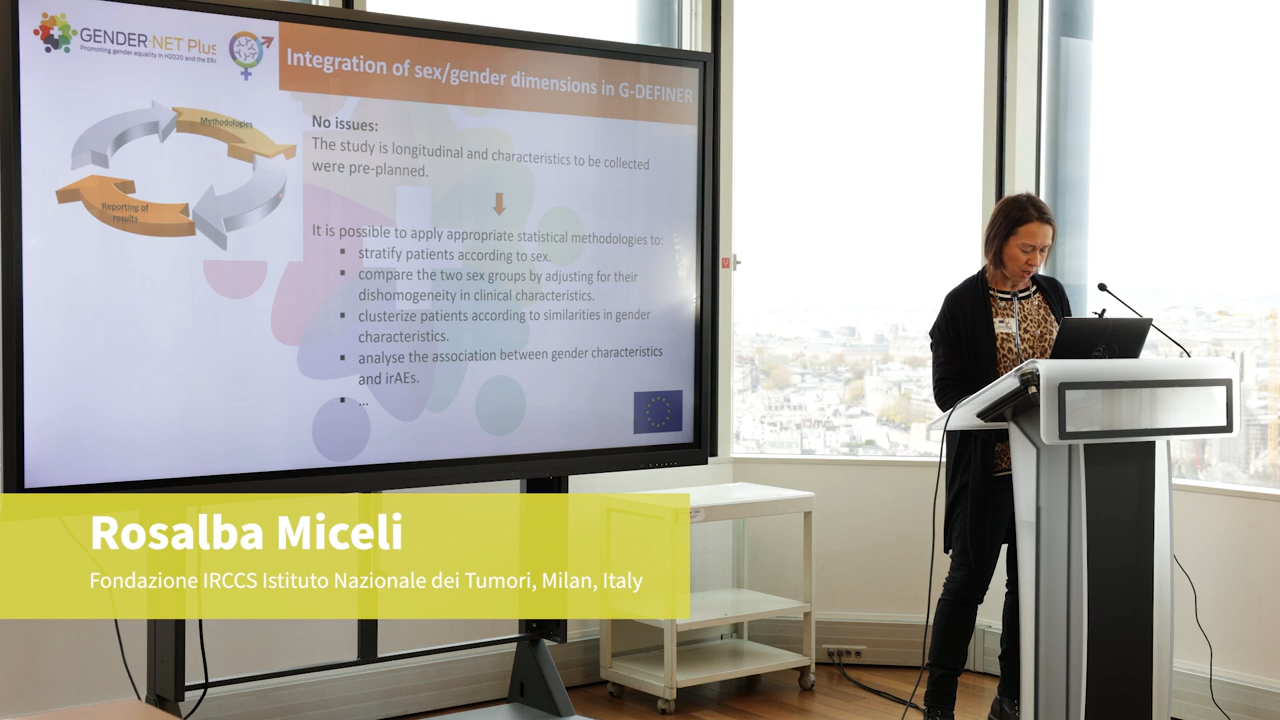 GENDER·NET Plus
Promoting gender equality in H2020 and the ERA
Integration of sex/gender dimensions in G-DEFINER
Methodologies
Reporting of
results
No issues:
The study is longitudinal and characteristics to be collected
were pre-planned.
It is possible to apply appropriate statistical methodologies to:
▪ stratify patients according to sex.
▪ compare the two sex groups by adjusting for their
dishomogeneity in clinical characteristics.
▪ clusterize patients according to similarities in gender
characteristics.
▪ analyse the association between gender characteristics
and irAEs.
▪ ...
Rosalba Miceli
Fondazione IRCCS Istituto Nazionale dei Tumori, Milan, Italy